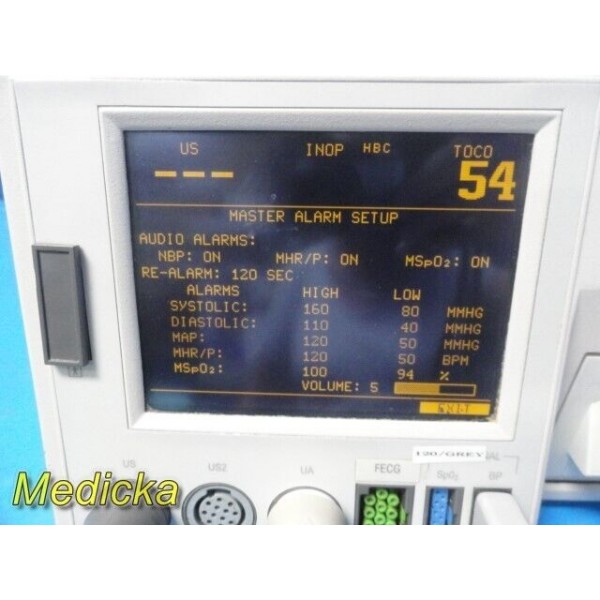 US INOP HBC TOCO
--- 54
MASTER ALARM SETUP
AUDIO ALARMS:
NBP: ON MHR/P: ON MSpO₂: ON
RE-ALARM: 120 SEC
ALARMS HIGH LOW
SYSTOLIC: 160 80 MMHG
DIASTOLIC: 110 40 MMHG
MAP: 120 50 MMHG
MHR/P: 120 50 BPM
MSpO₂: 100 94 %
VOLUME: 5
EXIT
120/GREY
US US2 UA FECG SpO₂ BP
Medicka